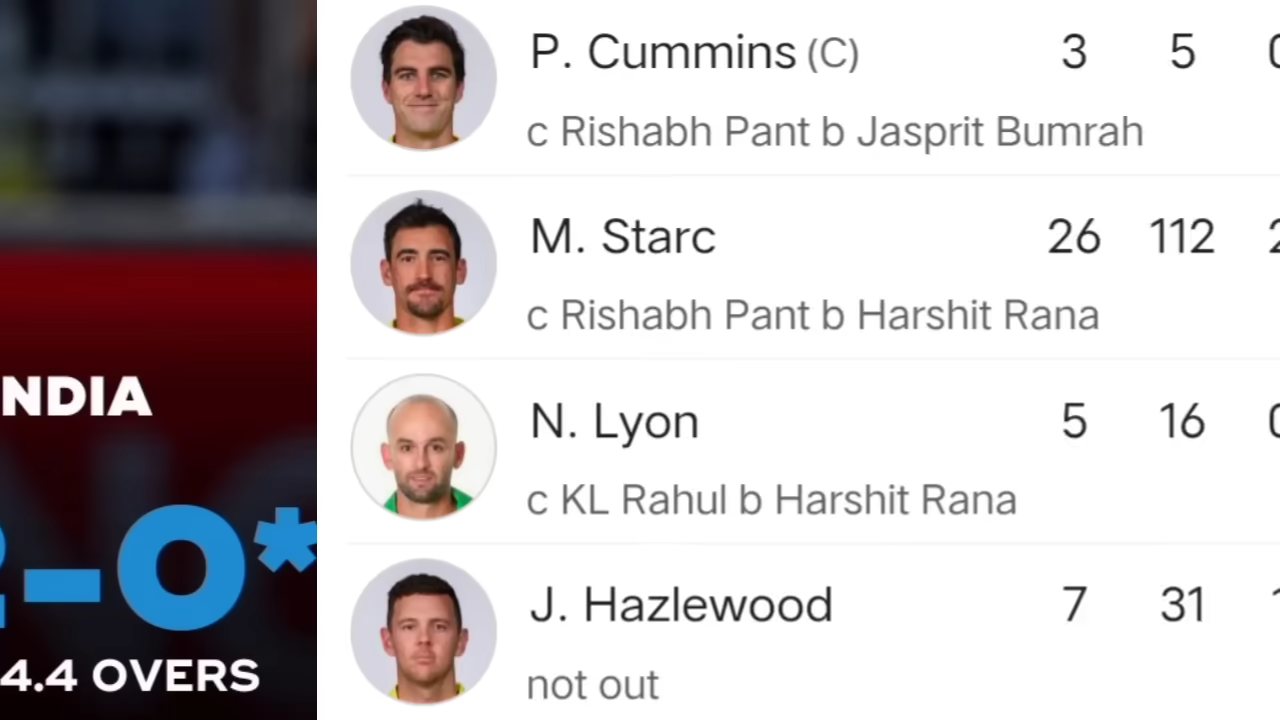 NDIA
-0*
4.4 OVERS
P. Cummins (C) 3 5
c Rishabh Pant b Jasprit Bumrah
M. Starc 26 112 2
c Rishabh Pant b Harshit Rana
N. Lyon 5 16
c KL Rahul b Harshit Rana
J. Hazlewood 7 31
not out